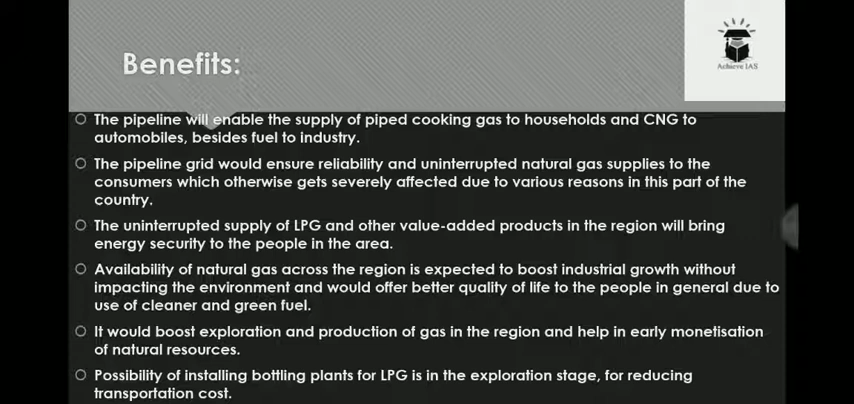 Benefits:
Achieve IAS
The pipeline will enable the supply of piped cooking gas to households and CNG to
automobiles, besides fuel to industry.
The pipeline grid would ensure reliability and uninterrupted natural gas supplies to the
consumers which otherwise gets severely affected due to various reasons in this part of the
country.
The uninterrupted supply of LPG and other value-added products in the region will bring
energy security to the people in the area.
Availability of natural gas across the region is expected to boost industrial growth without
impacting the environment and would offer better quality of life to the people in general due to
use of cleaner and green fuel.
It would boost exploration and production of gas in the region and help in early monetisation
of natural resources.
Possibility of installing bottling plants for LPG is in the exploration stage, for reducing
transportation cost.